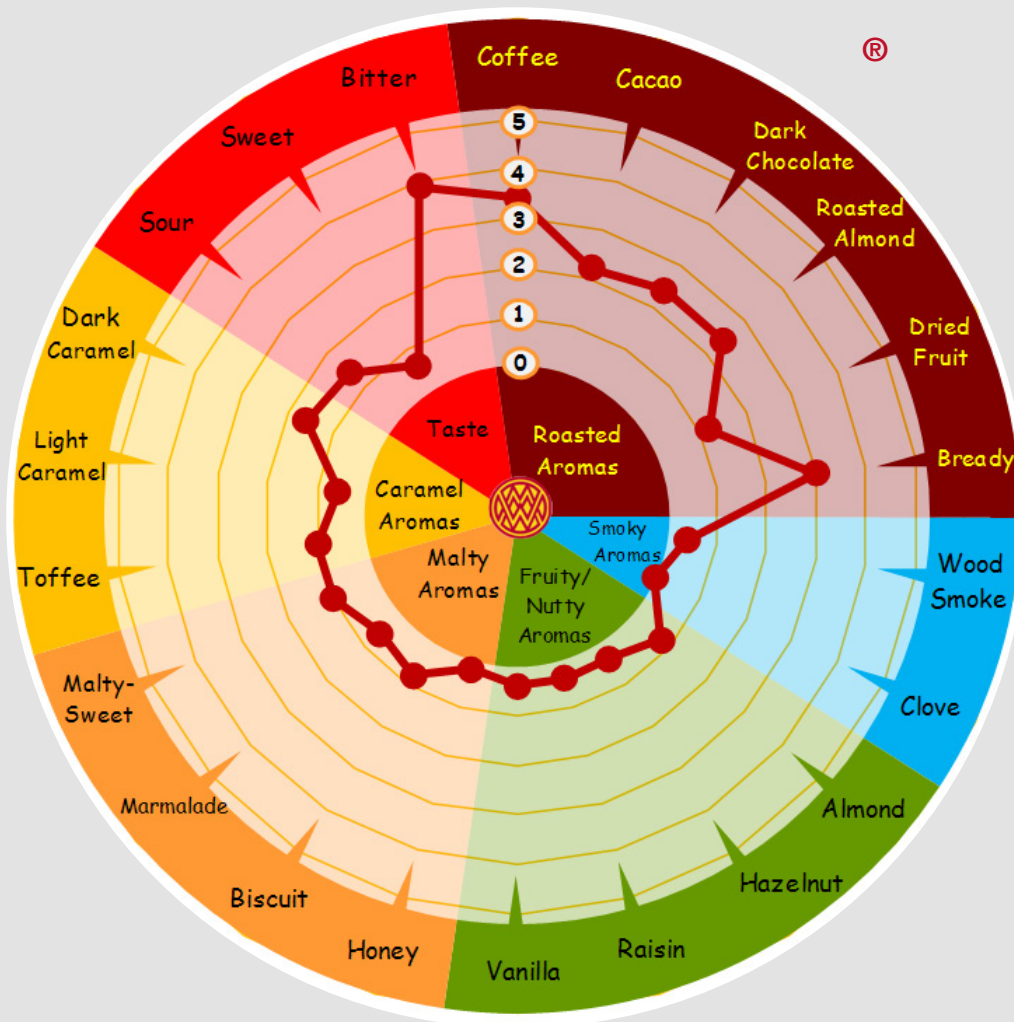 ®
Coffee
Cacao
Dark
Chocolate
Roasted
Almond
Dried
Fruit
Bready
Wood
Smoke
Clove
Almond
Hazelnut
Raisin
Vanilla
Honey
Biscuit
Marmalade
Malty-
Sweet
Toffee
Light
Caramel
Dark
Caramel
Sour
Sweet
Bitter
5
4
3
2
1
0
Taste
Roasted
Aromas
Caramel
Aromas
Smoky
Aromas
Malty
Aromas
Fruity/
Nutty
Aromas